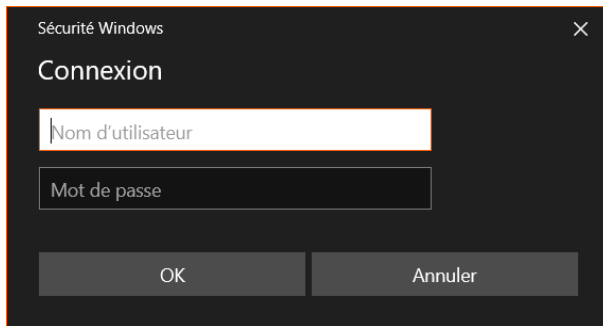 Sécurité Windows
Connexion
Nom d'utilisateur
Mot de passe
OK
Annuler